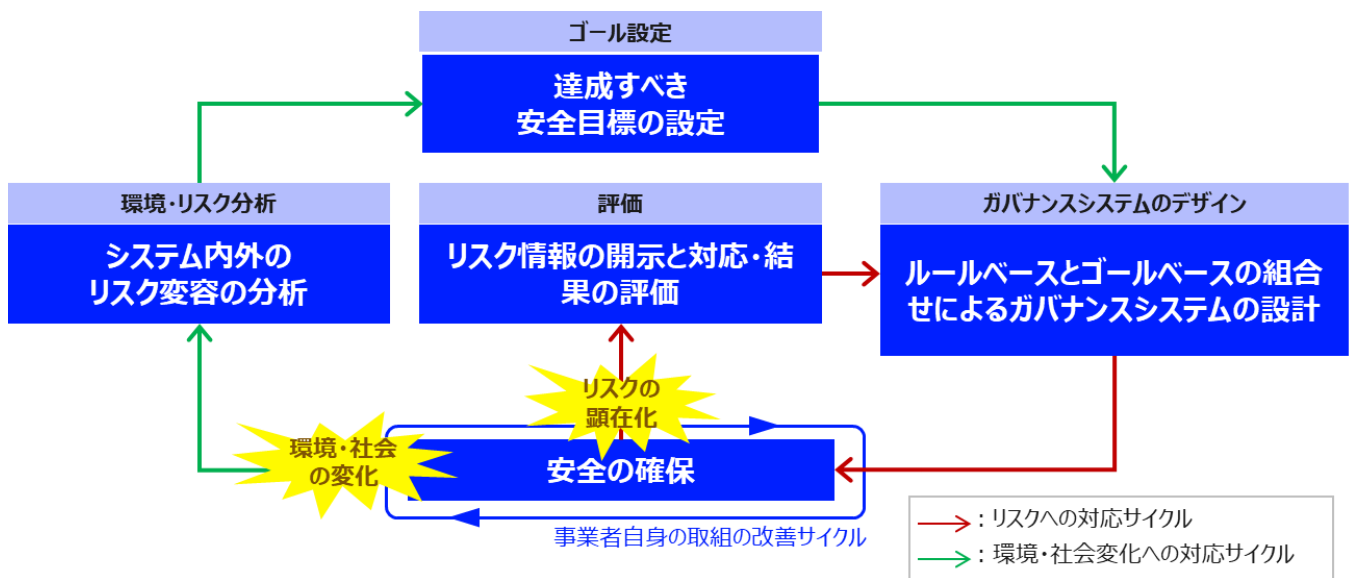 ゴール設定
達成すべき
安全目標の設定
環境・リスク分析
システム内外の
リスク変容の分析
評価
リスク情報の開示と対応・結
果の評価
ガバナンスシステムのデザイン
ルールベースとゴールベースの組合
せによるガバナンスシステムの設計
リスクの
顕在化
環境・社会
の変化
安全の確保
事業者自身の取組の改善サイクル
：リスクへの対応サイクル
：環境・社会変化への対応サイクル